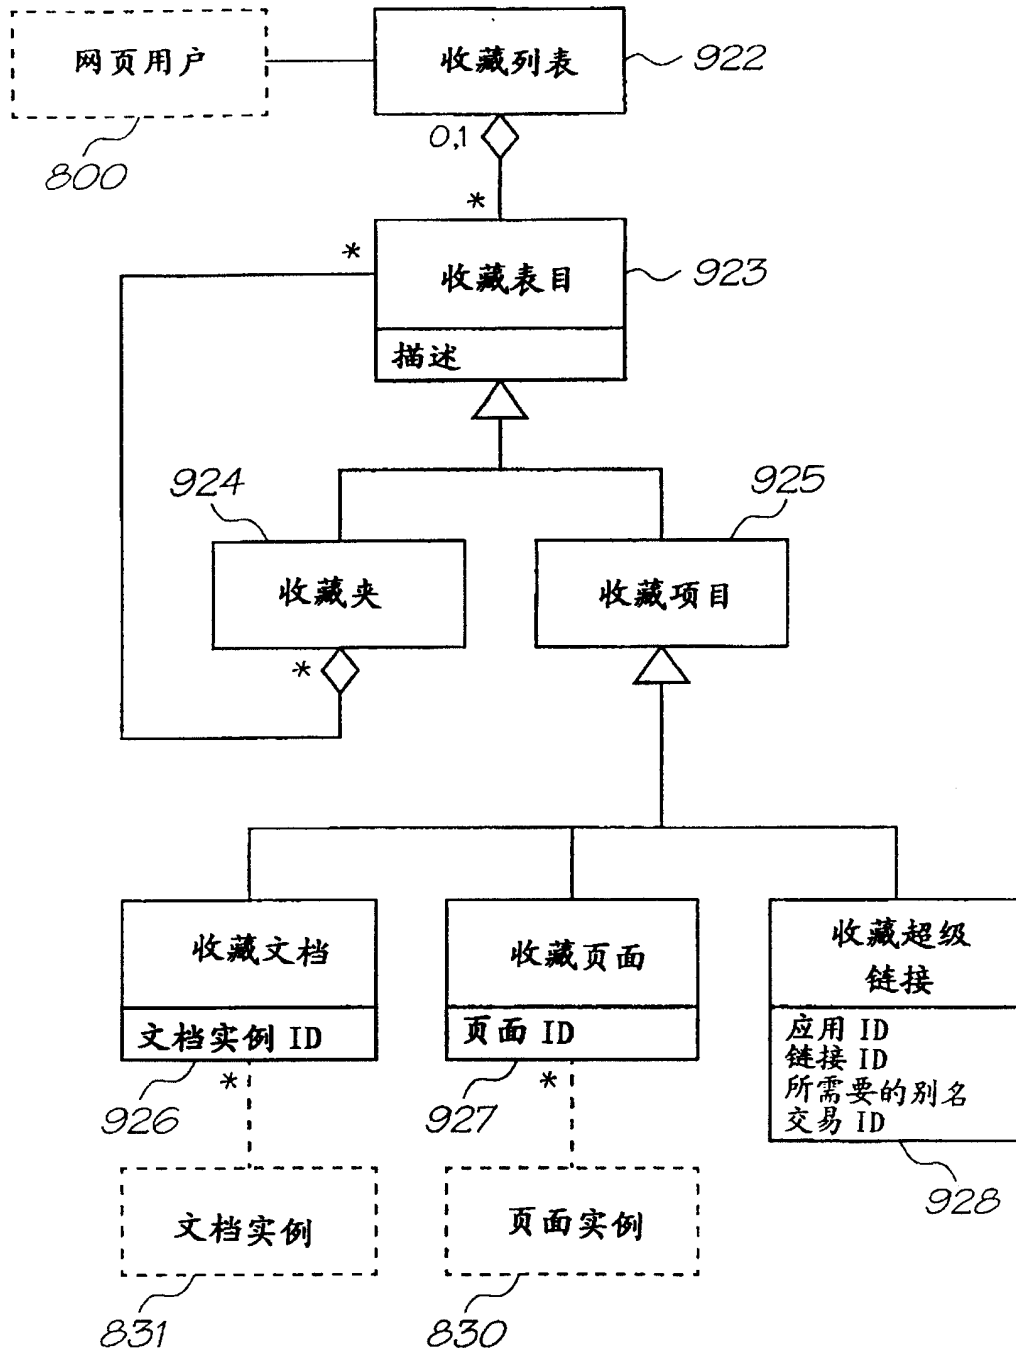 网页用户
收藏列表
922
800
0,1
*
*
收藏表目
923
描述
924
925
收藏夹
收藏项目
*
收藏文档
收藏页面
收藏超级
链接
文档实例 ID
页面 ID
应用 ID
链接 ID
所需要的别名
交易 ID
926
*
927
*
928
文档实例
页面实例
831
830